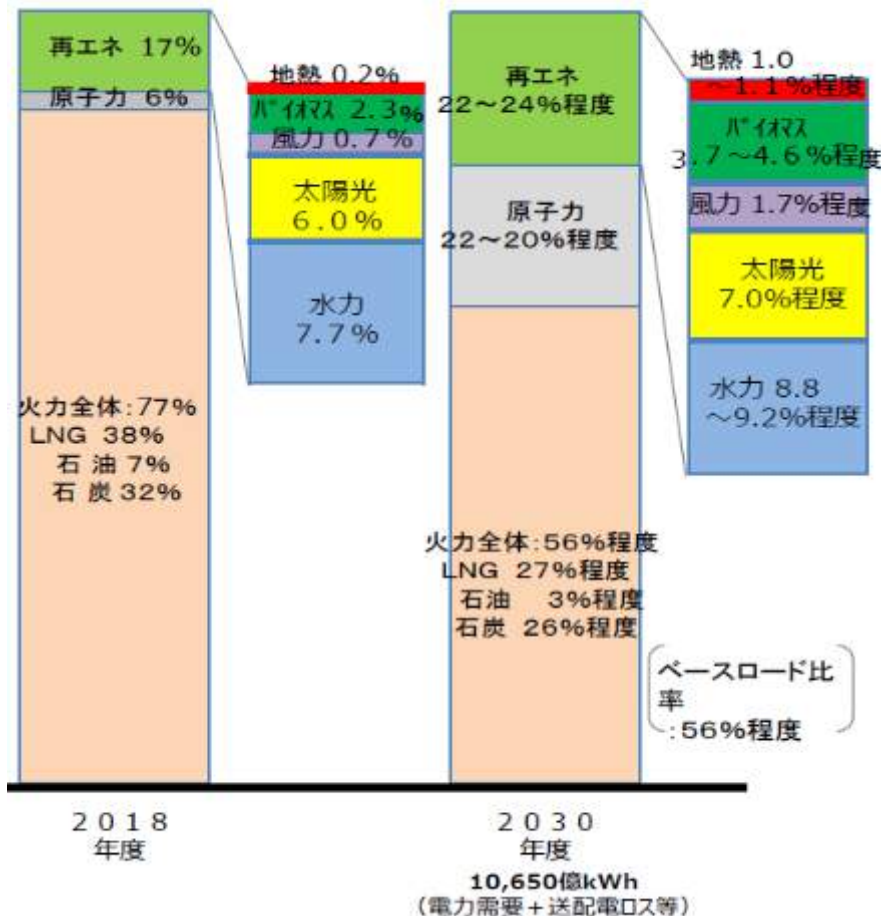 再エネ 17%
原子力 6%
火力全体:77%
LNG 38%
石 油 7%
石 炭 32%
地熱 0.2%
バイオマス 2.3%
風力 0.7%
太陽光
6.0%
水力
7.7%
再エネ
22~24%程度
原子力
22~20%程度
火力全体:56%程度
LNG 27%程度
石油 3%程度
石炭 26%程度
地熱 1.0
~1.1%程度
バイオマス
3.7~4.6%程度
風力 1.7%程度
太陽光
7.0%程度
水力 8.8
~9.2%程度
ベースロード比
率
:56%程度
2018
年度
2030
年度
10,650億kWh
(電力需要+送配電ロス等)